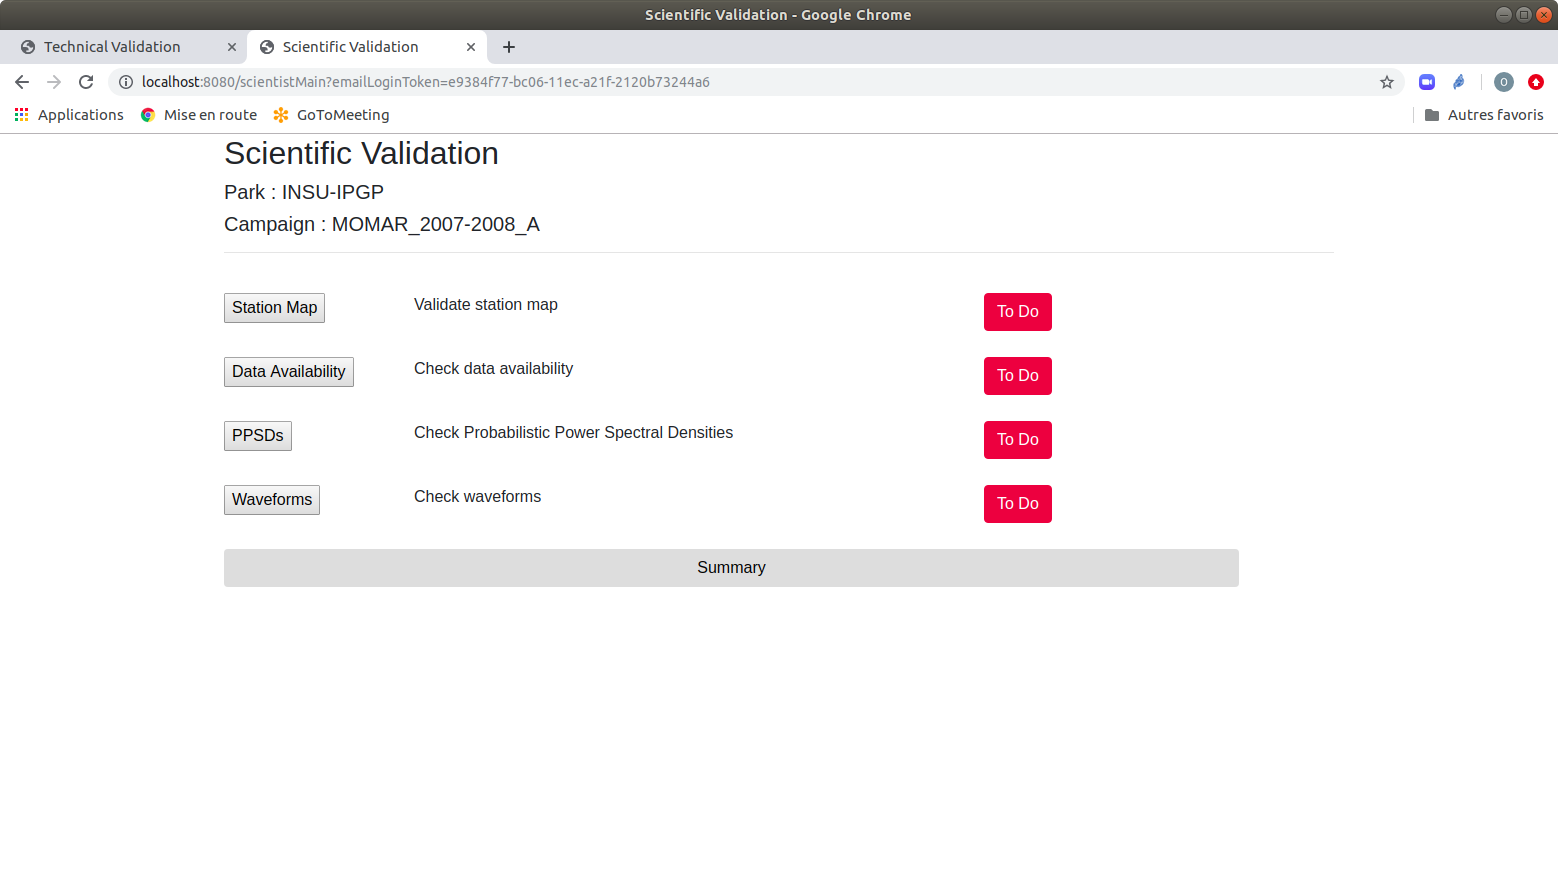 Scientific Validation - Google Chrome
Technical Validation
Scientific Validation
localhost:8080/scientistMain?emailLoginToken=e9384f77-bc06-11ec-a21f-2120b73244a6
O
Applications
Mise en route
GoToMeeting
Autres favoris
Scientific Validation
Park : INSU-IPGP
Campaign : MOMAR_2007-2008_A
Station Map Validate station map To Do
Data Availability Check data availability To Do
PPSDs Check Probabilistic Power Spectral Densities To Do
Waveforms Check waveforms To Do
Summary